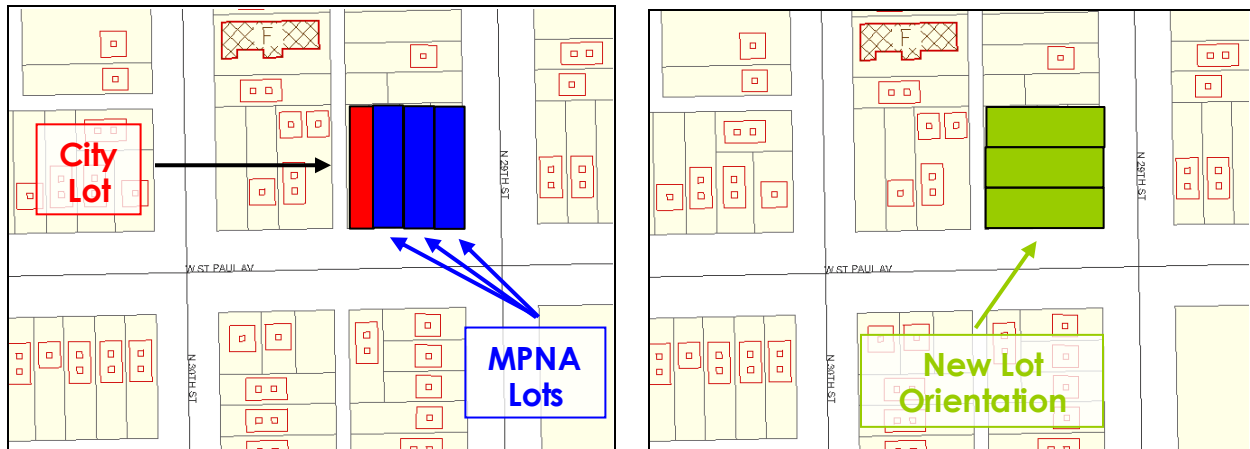 F
City
Lot
N 29TH ST
W ST PAUL AV
N 30TH ST
MPNA
Lots
F
N 29TH ST
W ST PAUL AV
N 30TH ST
New Lot
Orientation